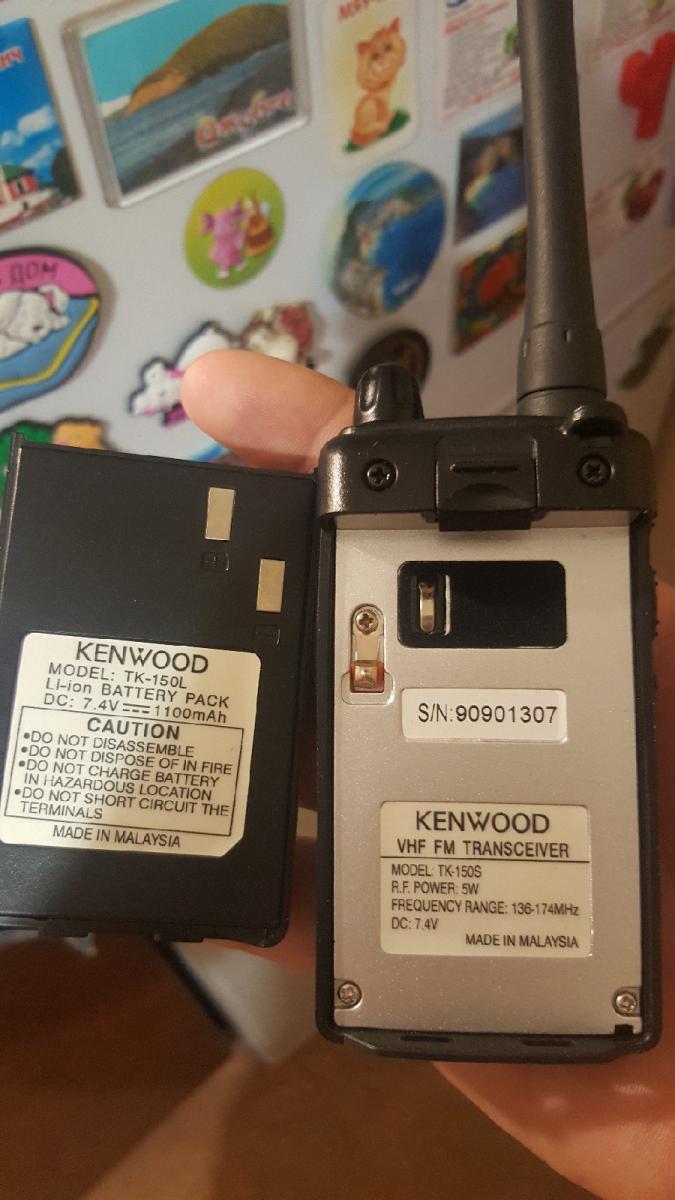 ДОМ
KENWOOD
MODEL: TK-150L
Li-ion BATTERY PACK
DC: 7.4V 1100mAh
CAUTION
•DO NOT DISASSEMBLE
•DO NOT DISPOSE OF IN FIRE
•DO NOT CHARGE BATTERY
IN HAZARDOUS LOCATION
•DO NOT SHORT CIRCUIT THE
TERMINALS
MADE IN MALAYSIA
S/N:90901307
KENWOOD
VHF FM TRANSCEIVER
MODEL: TK-150S
R.F. POWER: 5W
FREQUENCY RANGE: 136-174MHz
DC: 7.4V
MADE IN MALAYSIA